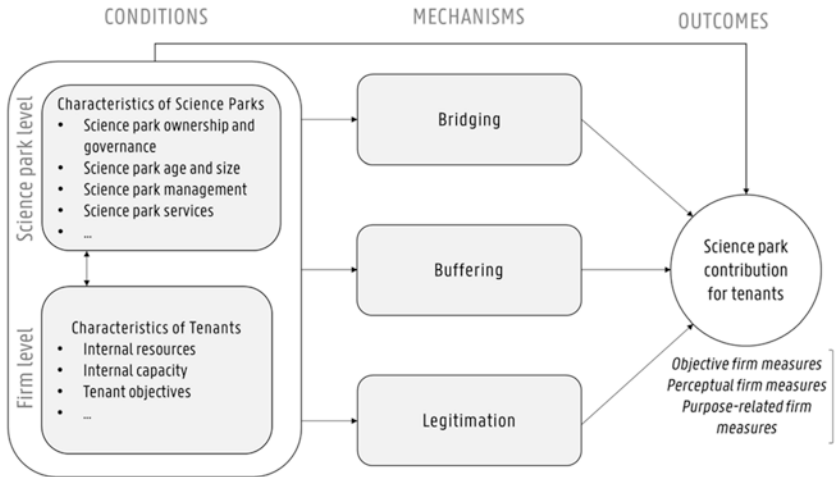 CONDITIONS
MECHANISMS
OUTCOMES
Science park level
Characteristics of Science Parks
• Science park ownership and
governance
• Science park age and size
• Science park management
• Science park services
• ...
Firm level
Characteristics of Tenants
• Internal resources
• Internal capacity
• Tenant objectives
• ...
Bridging
Buffering
Legitimation
Science park
contribution
for tenants
Objective firm measures
Perceptual firm measures
Purpose-related firm
measures